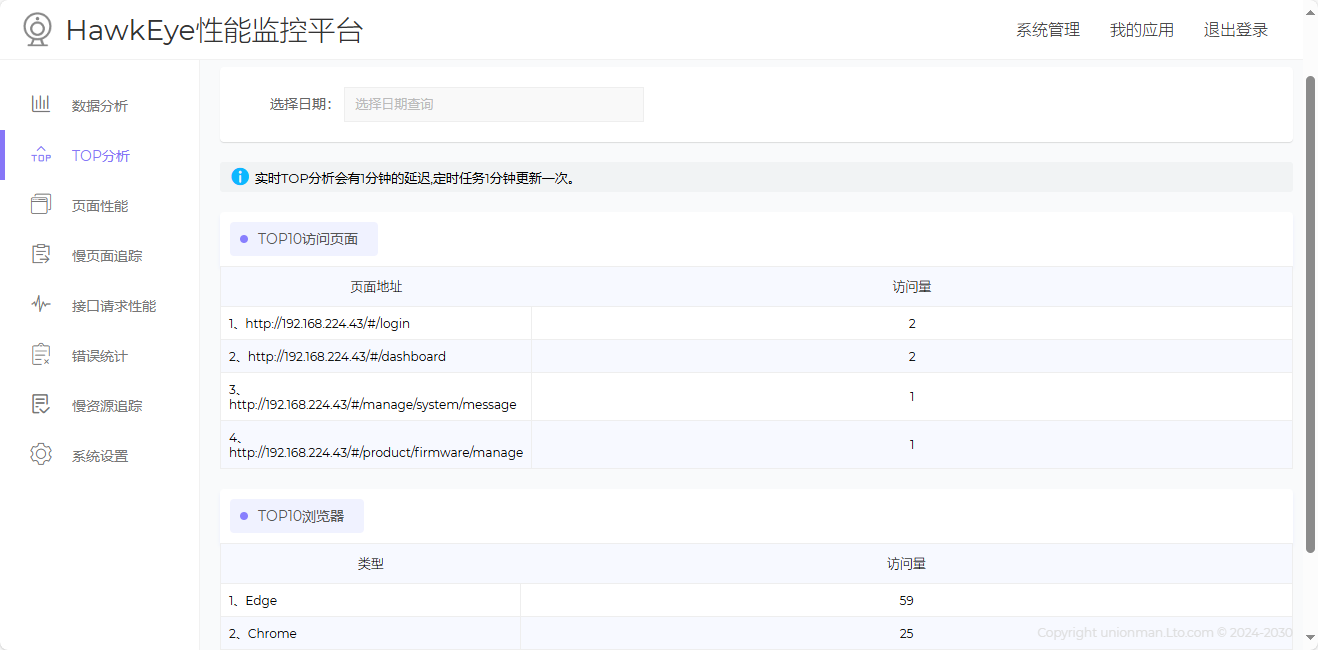 HawkEye性能监控平台
系统管理 我的应用 退出登录
数据分析
TOP
TOP分析
页面性能
慢页面追踪
接口请求性能
错误统计
慢资源追踪
系统设置
选择日期： 选择日期查询
实时TOP分析会有1分钟的延迟,定时任务1分钟更新一次。
TOP10访问页面
页面地址 访问量
1、http://192.168.224.43/#/login 2
2、http://192.168.224.43/#/dashboard 2
3、
http://192.168.224.43/#/manage/system/message 1
4、
http://192.168.224.43/#/product/firmware/manage 1
TOP10浏览器
类型 访问量
1、Edge 59
2、Chrome 25
Copyright unionman.Lto.com © 2024-2030